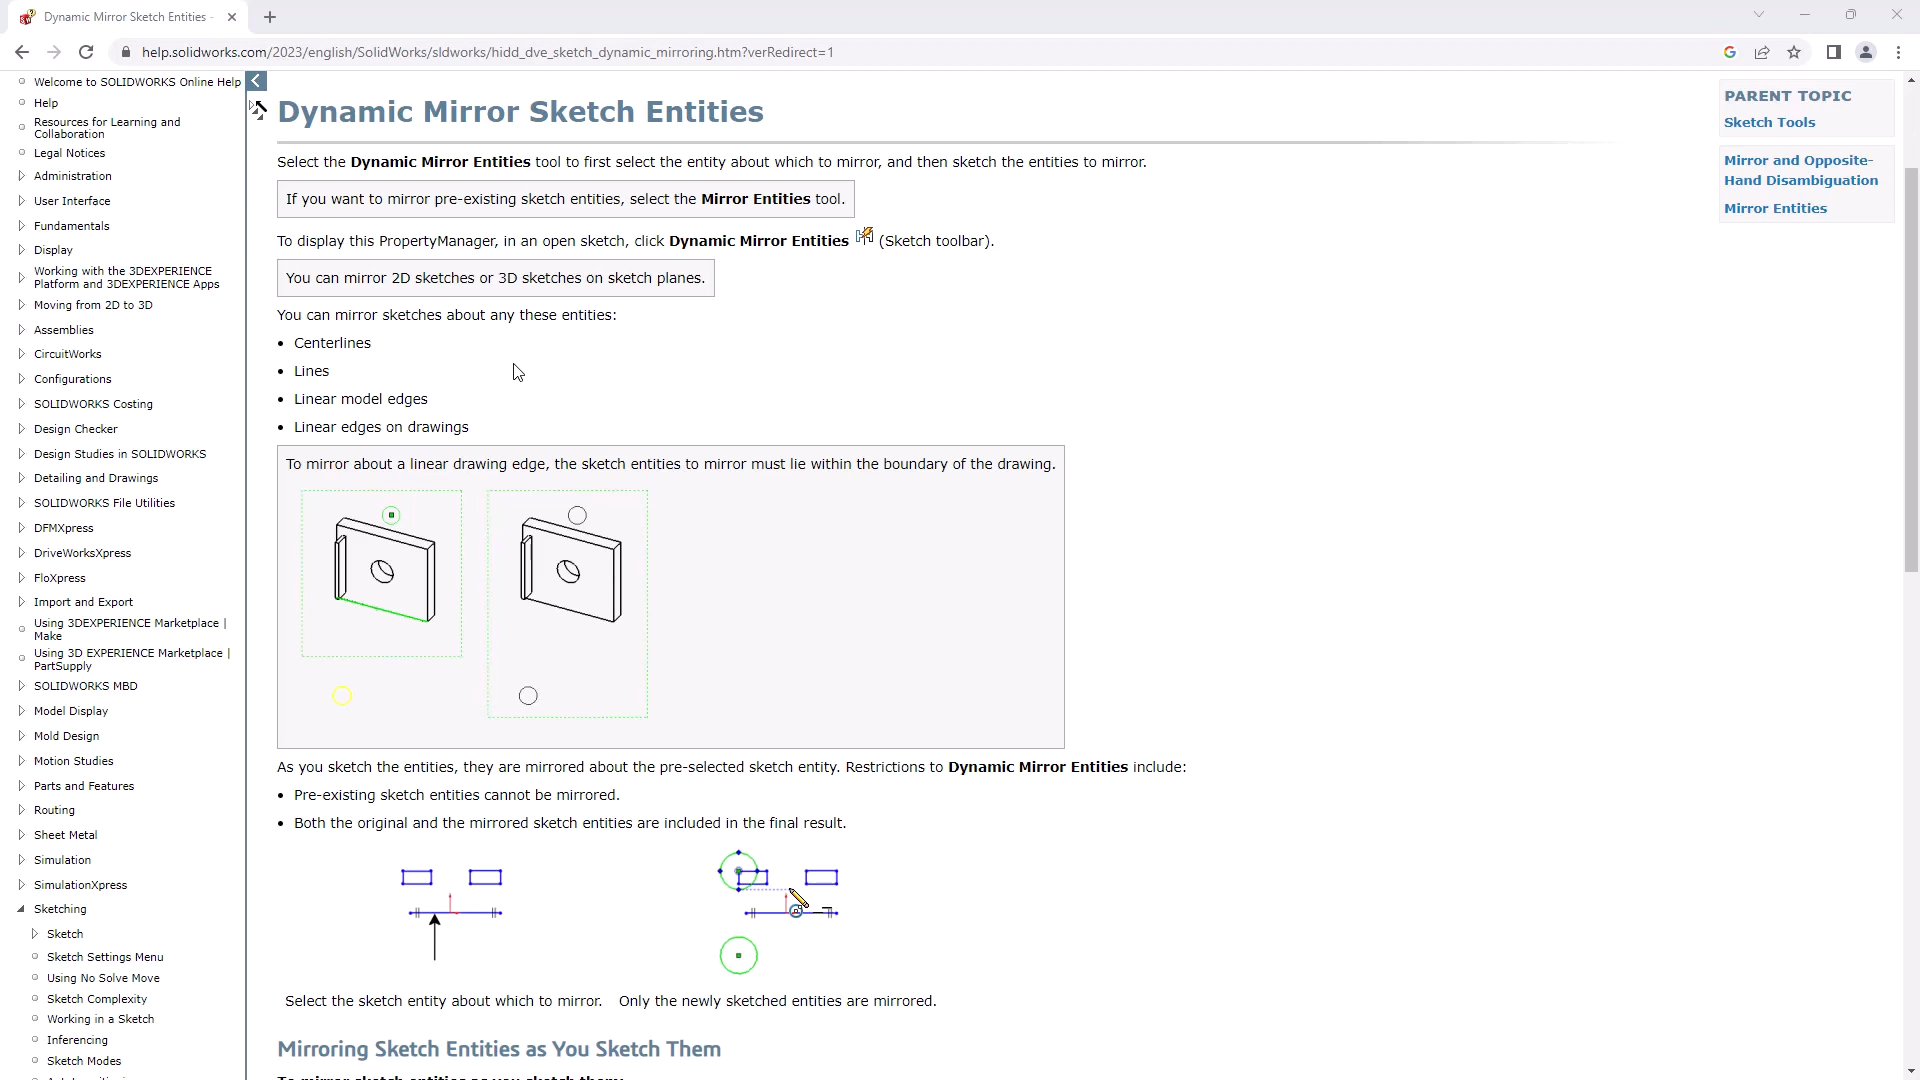 Dynamic Mirror Sketch Entities -
help.solidworks.com/2023/english/SolidWorks/sldworks/hidd_dve_sketch_dynamic_mirroring.htm?verRedirect=1
Welcome to SOLIDWORKS Online Help
Help
Resources for Learning and
Collaboration
Legal Notices
Administration
User Interface
Fundamentals
Display
Working with the 3DEXPERIENCE
Platform and 3DEXPERIENCE Apps
Moving from 2D to 3D
Assemblies
CircuitWorks
Configurations
SOLIDWORKS Costing
Design Checker
Design Studies in SOLIDWORKS
Detailing and Drawings
SOLIDWORKS File Utilities
DFMXpress
DriveWorksXpress
FloXpress
Import and Export
Using 3DEXPERIENCE Marketplace |
Make
Using 3D EXPERIENCE Marketplace |
PartSupply
SOLIDWORKS MBD
Model Display
Mold Design
Motion Studies
Parts and Features
Routing
Sheet Metal
Simulation
SimulationXpress
Sketching
Sketch
Sketch Settings Menu
Using No Solve Move
Sketch Complexity
Working in a Sketch
Inferencing
Sketch Modes
Dynamic Mirror Sketch Entities
Select the Dynamic Mirror Entities tool to first select the entity about which to mirror, and then sketch the entities to mirror.
If you want to mirror pre-existing sketch entities, select the Mirror Entities tool.
To display this PropertyManager, in an open sketch, click Dynamic Mirror Entities (Sketch toolbar).
You can mirror 2D sketches or 3D sketches on sketch planes.
You can mirror sketches about any these entities:
• Centerlines
• Lines
• Linear model edges
• Linear edges on drawings
To mirror about a linear drawing edge, the sketch entities to mirror must lie within the boundary of the drawing.
As you sketch the entities, they are mirrored about the pre-selected sketch entity. Restrictions to Dynamic Mirror Entities include:
• Pre-existing sketch entities cannot be mirrored.
• Both the original and the mirrored sketch entities are included in the final result.
Select the sketch entity about which to mirror. Only the newly sketched entities are mirrored.
Mirroring Sketch Entities as You Sketch Them
To mirror sketch entities as you sketch them:
PARENT TOPIC
Sketch Tools
Mirror and Opposite-
Hand Disambiguation
Mirror Entities